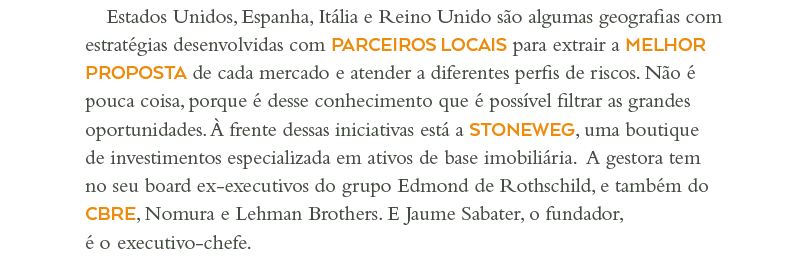 Estados Unidos, Espanha, Itália e Reino Unido são algumas geografias com
estratégias desenvolvidas com PARCEIROS LOCAIS para extrair a MELHOR
PROPOSTA de cada mercado e atender a diferentes perfis de riscos. Não é
pouca coisa, porque é desse conhecimento que é possível filtrar as grandes
oportunidades. À frente dessas iniciativas está a STONEWEG, uma boutique
de investimentos especializada em ativos de base imobiliária. A gestora tem
no seu board ex-executivos do grupo Edmond de Rothschild, e também do
CBRE, Nomura e Lehman Brothers. E Jaume Sabater, o fundador,
é o executivo-chefe.